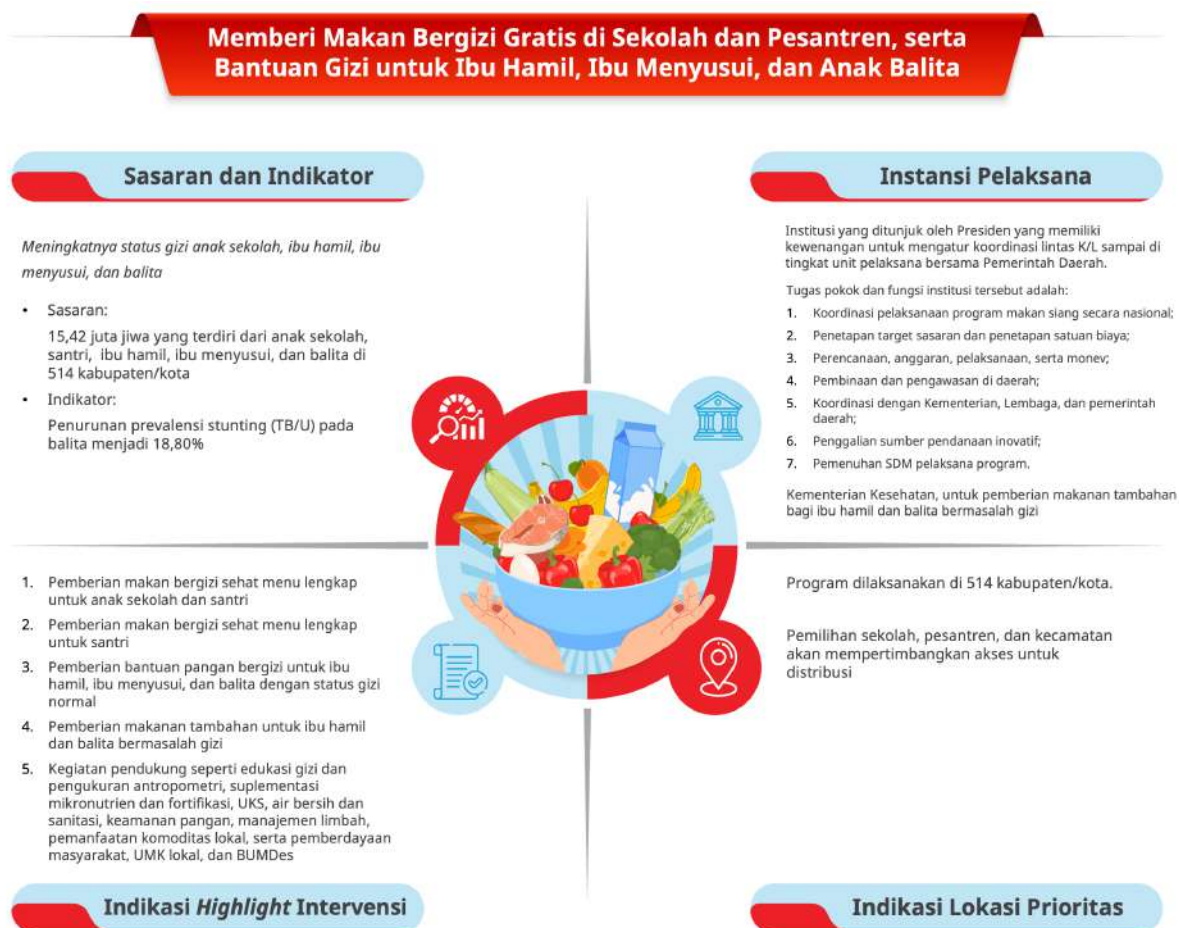 Memberi Makan Bergizi Gratis di Sekolah dan Pesantren, serta
Bantuan Gizi untuk Ibu Hamil, Ibu Menyusui, dan Anak Balita
Sasaran dan Indikator
Meningkatnya status gizi anak sekolah, ibu hamil, ibu
menyusui, dan balita
• Sasaran:
15,42 juta jiwa yang terdiri dari anak sekolah,
santri, ibu hamil, ibu menyusui, dan balita di
514 kabupaten/kota
• Indikator:
Penurunan prevalensi stunting (TB/U) pada
balita menjadi 18,80%
Instansi Pelaksana
Institusi yang ditunjuk oleh Presiden yang memiliki
kewenangan untuk mengatur koordinasi lintas K/L sampai di
tingkat unit pelaksana bersama Pemerintah Daerah.
Tugas pokok dan fungsi institusi tersebut adalah:
1. Koordinasi pelaksanaan program makan siang secara nasional;
2. Penetapan target sasaran dan penetapan satuan biaya;
3. Perencanaan, anggaran, pelaksanaan, serta monev;
4. Pembinaan dan pengawasan di daerah;
5. Koordinasi dengan Kementerian, Lembaga, dan pemerintah
daerah;
6. Penggalian sumber pendanaan inovatif;
7. Pemenuhan SDM pelaksana program.
Kementerian Kesehatan, untuk pemberian makanan tambahan
bagi ibu hamil dan balita bermasalah gizi
1. Pemberian makan bergizi sehat menu lengkap
untuk anak sekolah dan santri
2. Pemberian makan bergizi sehat menu lengkap
untuk santri
3. Pemberian bantuan pangan bergizi untuk ibu
hamil, ibu menyusui, dan balita dengan status gizi
normal
4. Pemberian makanan tambahan untuk ibu hamil
dan balita bermasalah gizi
5. Kegiatan pendukung seperti edukasi gizi dan
pengukuran antropometri, suplementasi
mikronutrien dan fortifikasi, UKS, air bersih dan
sanitasi, keamanan pangan, manajemen limbah,
pemanfaatan komoditas lokal, serta pemberdayaan
masyarakat, UMK lokal, dan BUMDes
Indikasi Highlight Intervensi
Program dilaksanakan di 514 kabupaten/kota.
Pemilihan sekolah, pesantren, dan kecamatan
akan mempertimbangkan akses untuk
distribusi
Indikasi Lokasi Prioritas